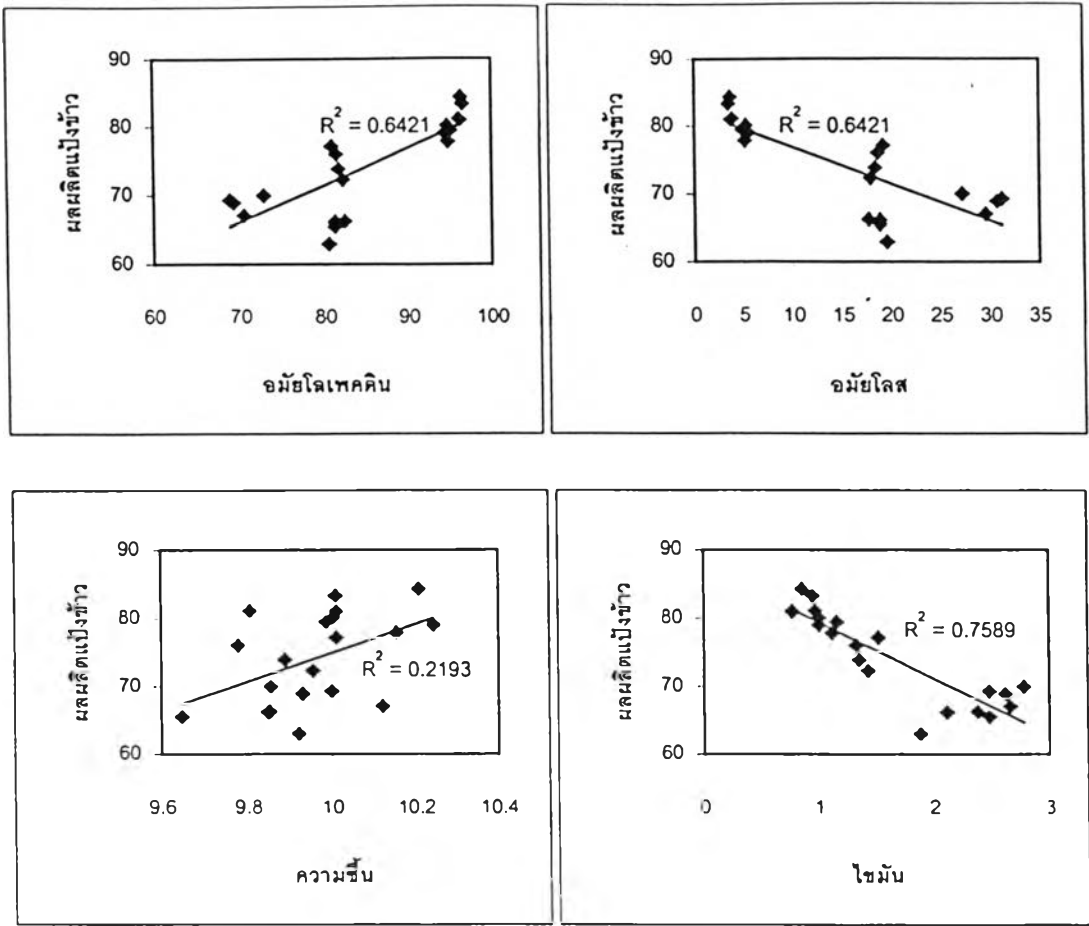 ผลผลิตแป้งข้าว
90
80
70
60
R² = 0.6421
60 70 80 90 100
อมัยโลเพคติน
ผลผลิตแป้งข้าว
90
80
70
60
R² = 0.6421
0 5 10 15 20 25 30 35
อมัยโลส
ผลผลิตแป้งข้าว
90
80
70
60
R² = 0.2193
9.6 9.8 10 10.2 10.4
ความชื้น
ผลผลิตแป้งข้าว
90
80
70
60
R² = 0.7589
0 1 2 3
ไขมัน